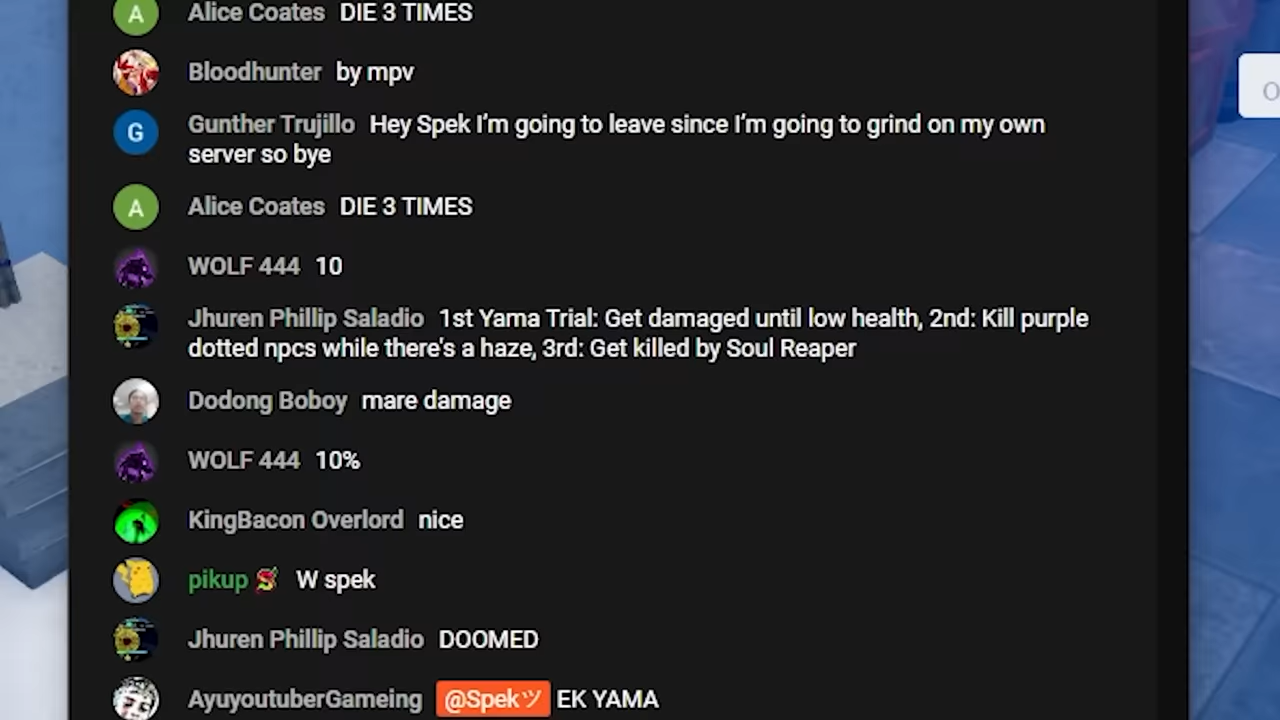 A Alice Coates DIE 3 TIMES
Bloodhunter by mpv
G Gunther Trujillo Hey Spek I’m going to leave since I’m going to grind on my own
server so bye
A Alice Coates DIE 3 TIMES
WOLF 444 10
Jhuren Phillip Saladio 1st Yama Trial: Get damaged until low health, 2nd: Kill purple
dotted npcs while there's a haze, 3rd: Get killed by Soul Reaper
Dodong Boboy mare damage
WOLF 444 10%
KingBacon Overlord nice
pikup S W spek
Jhuren Phillip Saladio DOOMED
AyuyoutuberGameing @Spekツ EK YAMA